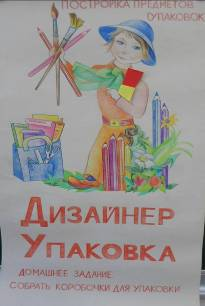 ПОСТРОЙКА ПРЕДМЕТОВ
(УПАКОВОК)
ДИЗАЙНЕР
УПАКОВКА
ДОМАШНЕЕ ЗАДАНИЕ:
СОБРАТЬ КОРОБОЧКИ ДЛЯ УПАКОВКИ